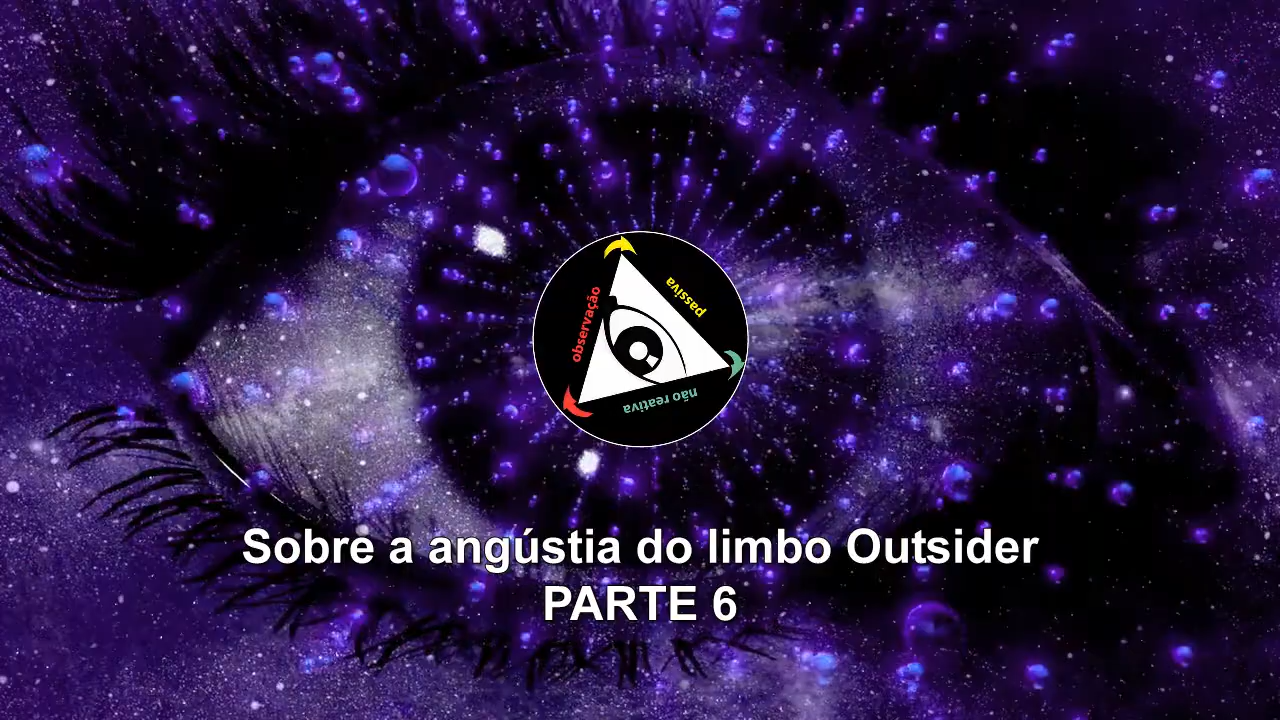 observação
passiva
não reativa
Sobre a angústia do limbo Outsider
PARTE 6